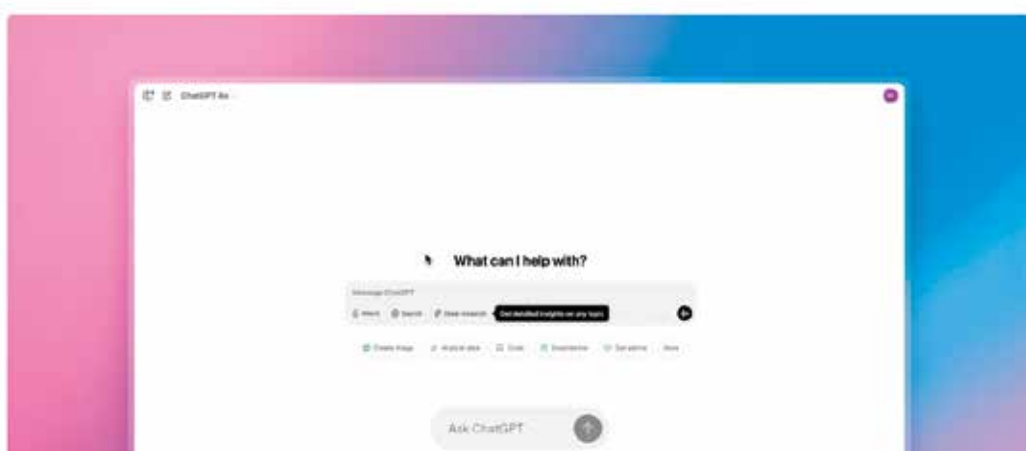 ChatGPT 4o
What can I help with?
Message ChatGPT
Search Deep research Get detailed insights on any topic
Create image Analyze data Code Summarize Get advice More
Ask ChatGPT